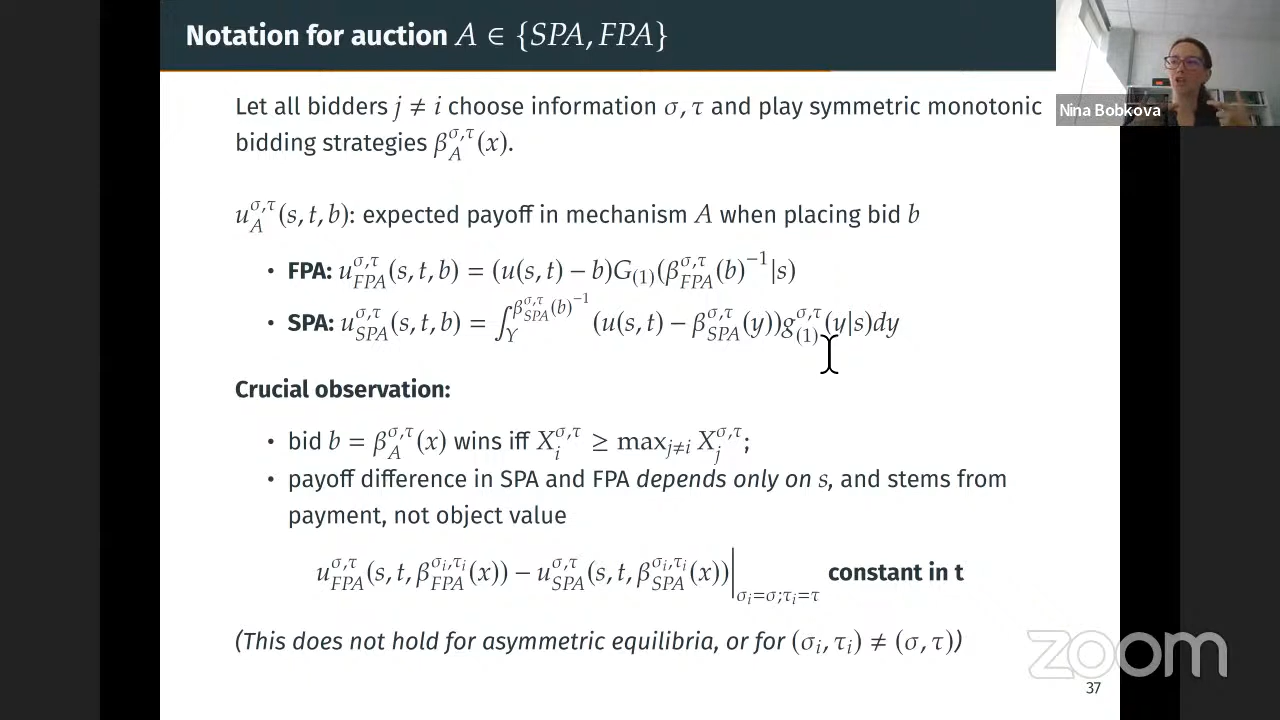 Notation for auction A ∈ {SPA, FPA}
Nina Bobkova
Let all bidders j ≠ i choose information σ, τ and play symmetric monotonic
bidding strategies β_A^{σ,τ}(x).
u_A^{σ,τ}(s, t, b): expected payoff in mechanism A when placing bid b
• FPA: u_{FPA}^{σ,τ}(s, t, b) = (u(s, t) − b)G_{(1)}(β_{FPA}^{σ,τ}(b)^{−1}|s)
• SPA: u_{SPA}^{σ,τ}(s, t, b) = ∫_Y^{β_{SPA}^{σ,τ}(b)^{−1}} (u(s, t) − β_{SPA}^{σ,τ}(y))g_{(1)}^{σ,τ}(y|s)dy
Crucial observation:
• bid b = β_A^{σ,τ}(x) wins iff X_i^{σ,τ} ≥ max_{j≠i} X_j^{σ,τ};
• payoff difference in SPA and FPA depends only on s, and stems from
payment, not object value
u_{FPA}^{σ,τ}(s, t, β_{FPA}^{σ_i,τ_i}(x)) − u_{SPA}^{σ,τ}(s, t, β_{SPA}^{σ_i,τ_i}(x))|_{σ_i=σ;τ_i=τ} constant in t
(This does not hold for asymmetric equilibria, or for (σ_i, τ_i) ≠ (σ, τ))
zoom
37